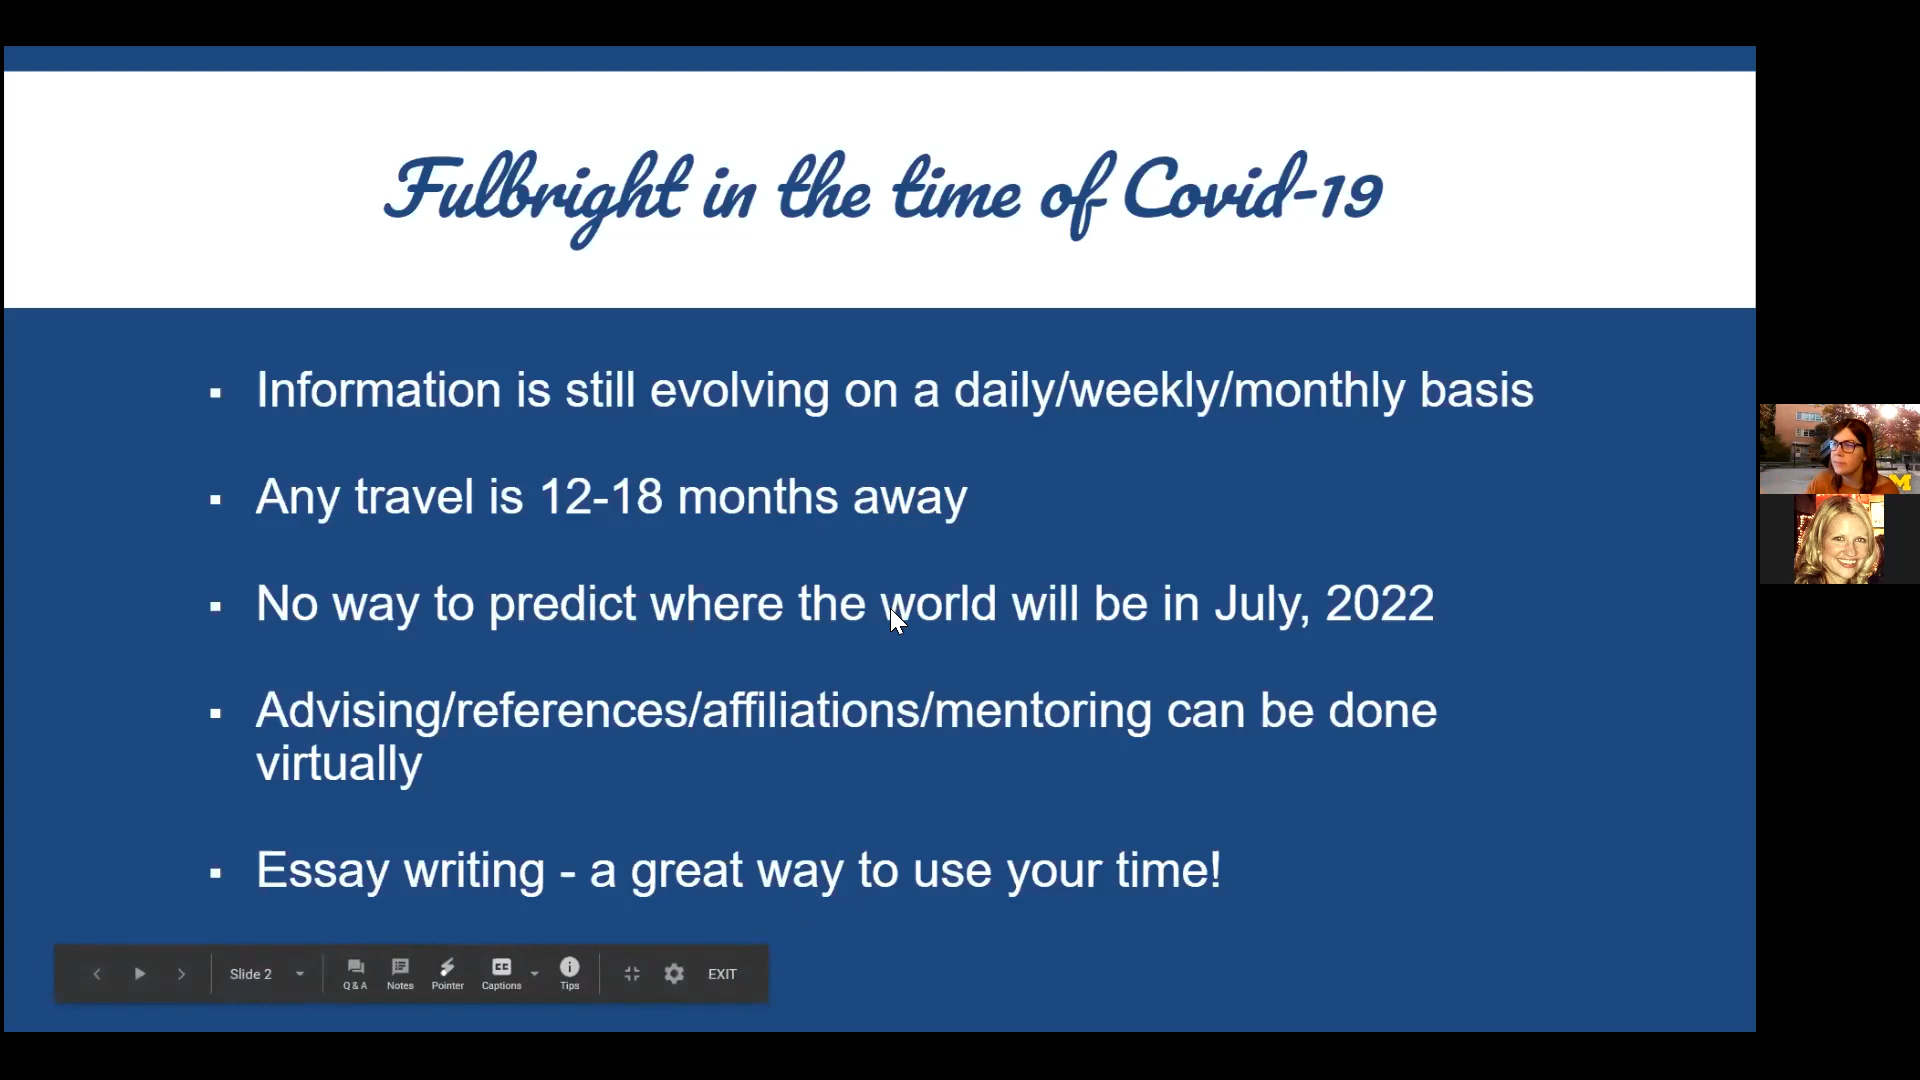 Fulbright in the time of Covid-19
▪ Information is still evolving on a daily/weekly/monthly basis
▪ Any travel is 12-18 months away
▪ No way to predict where the world will be in July, 2022
▪ Advising/references/affiliations/mentoring can be done
virtually
▪ Essay writing - a great way to use your time!
M
Slide 2
Q & A
Notes
Pointer
CC
Captions
Tips
EXIT